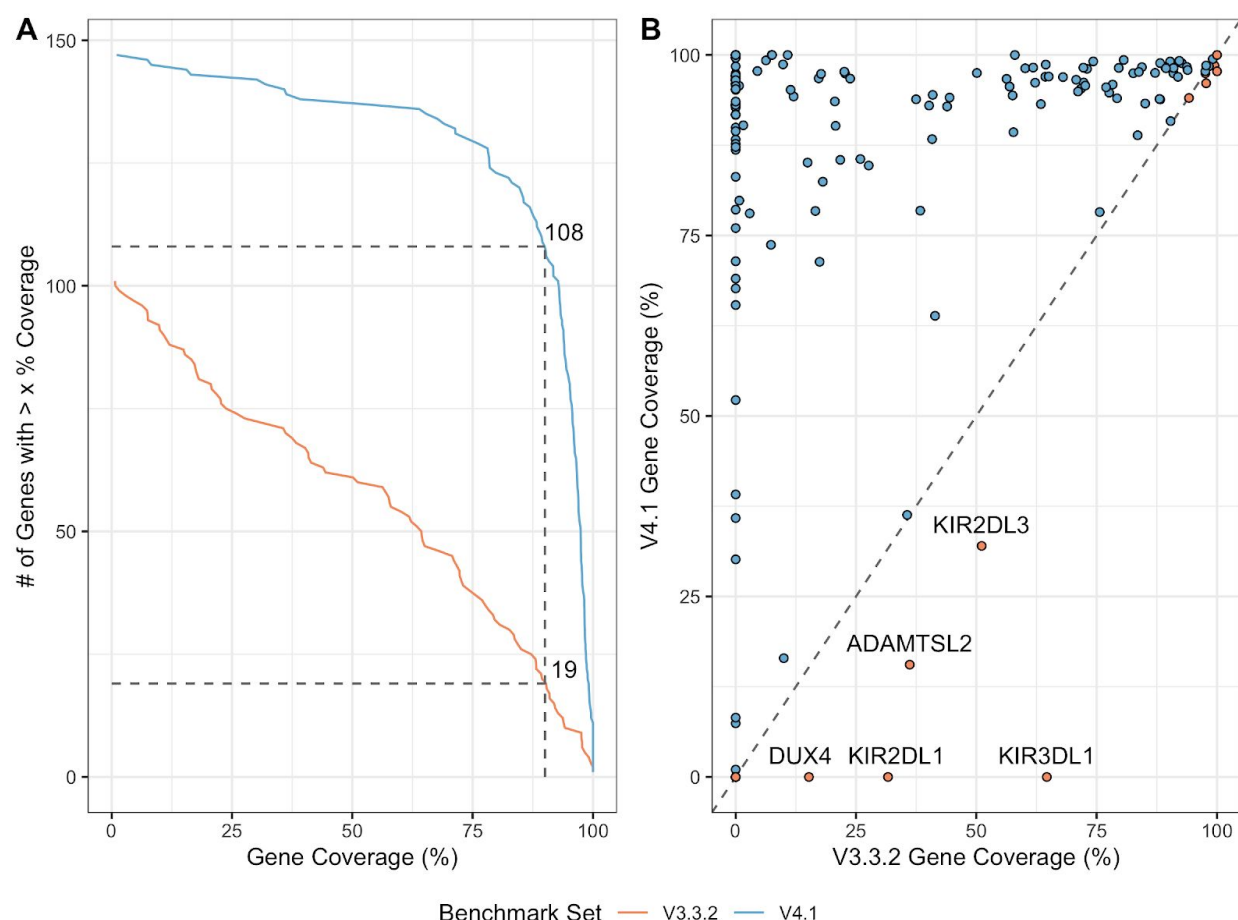 A
# of Genes with > x % Coverage
150
100
50
0
108
19
0 25 50 75 100
Gene Coverage (%)
B
V4.1 Gene Coverage (%)
100
75
50
25
0
KIR2DL3
ADAMTSL2
DUX4 KIR2DL1 KIR3DL1
0 25 50 75 100
V3.3.2 Gene Coverage (%)
Benchmark Set V3.3.2 V4.1